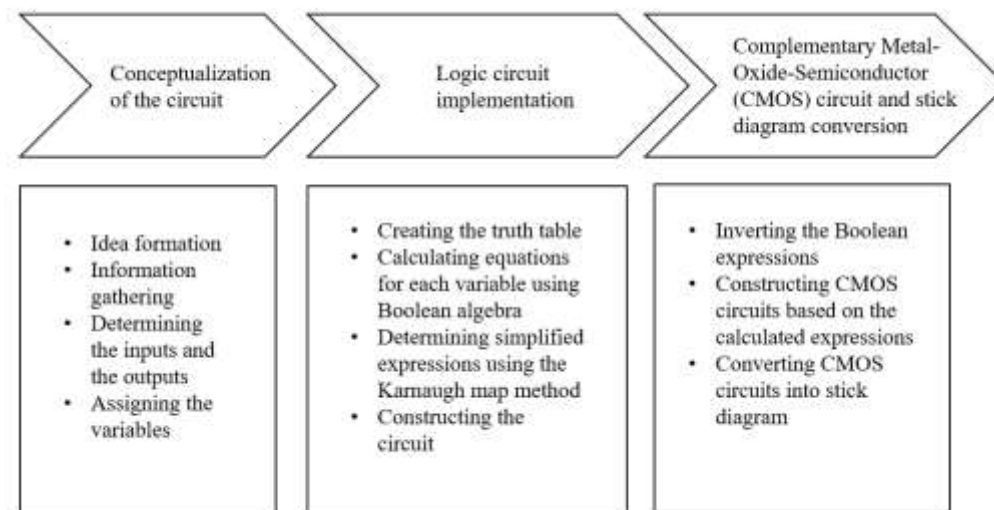 Conceptualization
of the circuit
Logic circuit
implementation
Complementary Metal-
Oxide-Semiconductor
(CMOS) circuit and stick
diagram conversion
• Idea formation
• Information
gathering
• Determining
the inputs and
the outputs
• Assigning the
variables
• Creating the truth table
• Calculating equations
for each variable using
Boolean algebra
• Determining simplified
expressions using the
Karnaugh map method
• Constructing the
circuit
• Inverting the Boolean
expressions
• Constructing CMOS
circuits based on the
calculated expressions
• Converting CMOS
circuits into stick
diagram